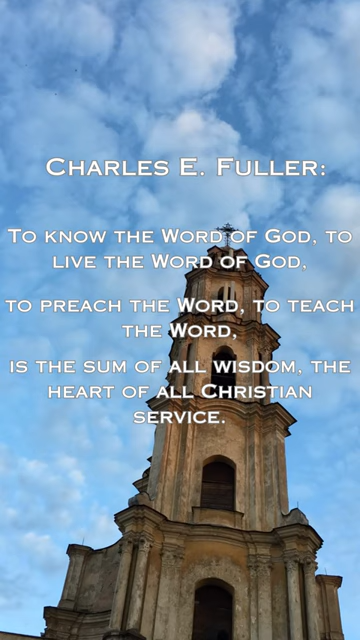 Charles E. Fuller:
To know the Word of God, to
live the Word of God,
to preach the Word, to teach
the Word,
is the sum of all wisdom, the
heart of all Christian
service.